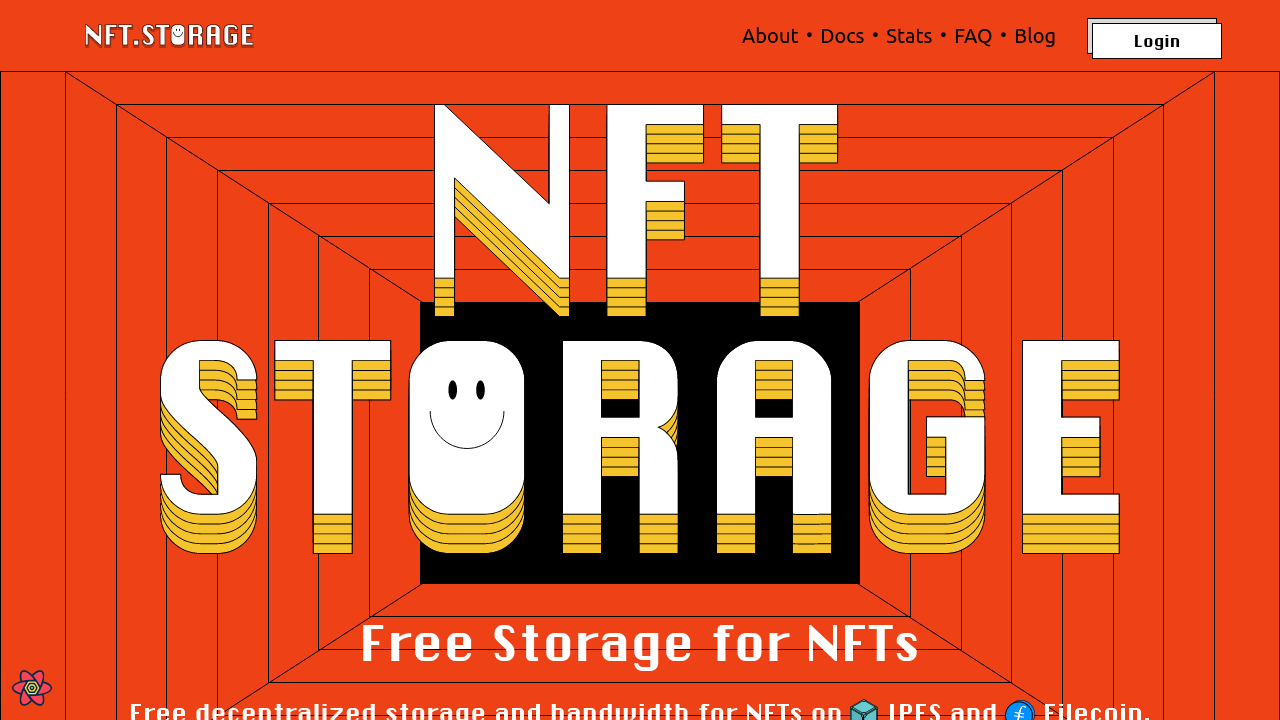 NFT.STORAGE
About • Docs • Stats • FAQ • Blog
Login
NFT
STORAGE
Free Storage for NFTs
Free decentralized storage and bandwidth for NFTs on IPFS and Filecoin.